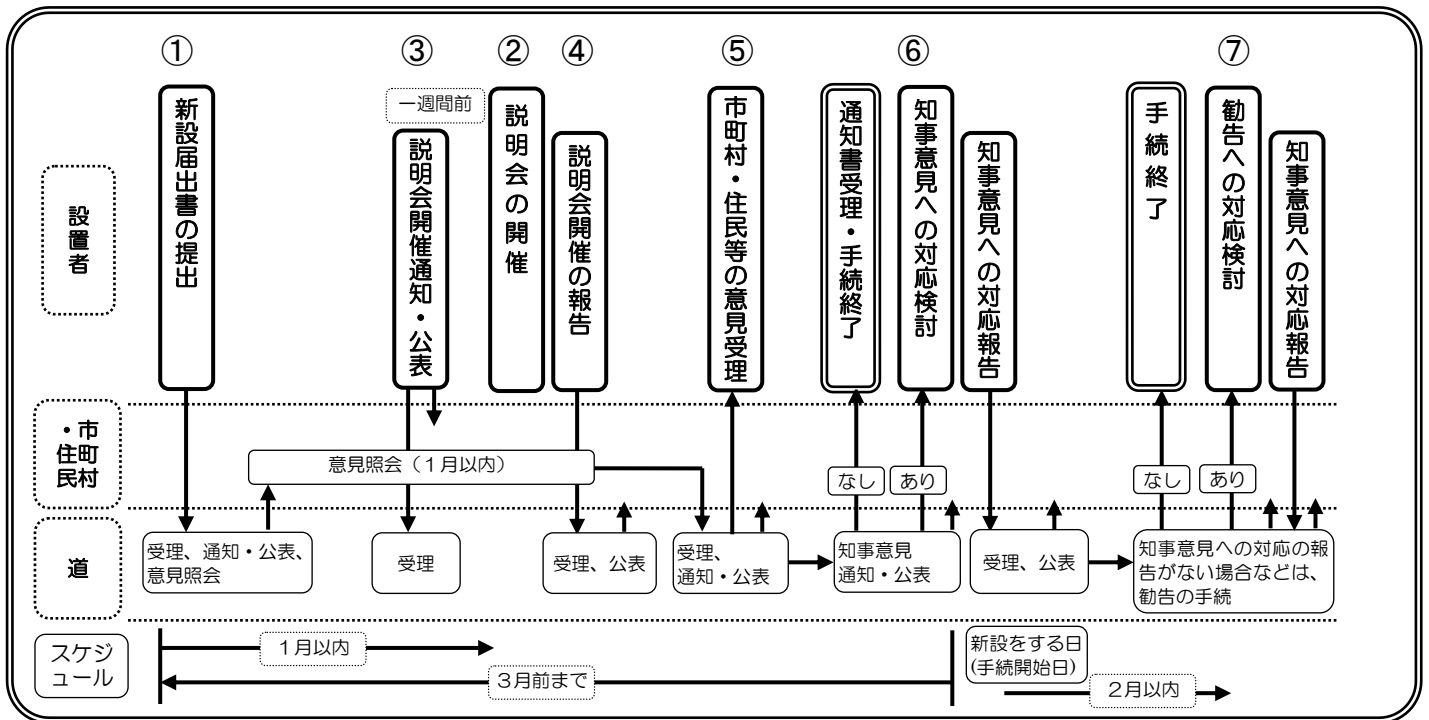 ①
③
②
④
⑤
⑥
⑦
設置者
新設届出書の提出
一週間前
説明会開催通知・公表
説明会の開催
説明会開催の報告
市町村・住民等の意見受理
通知書受理・手続終了
知事意見への対応検討
知事意見への対応報告
手続終了
勧告への対応検討
知事意見への対応報告
市町村
・住民
意見照会（１月以内）
なし
あり
なし
あり
道
受理、通知・公表、
意見照会
受理
受理、公表
受理、
通知・公表
知事意見
通知・公表
受理、公表
知事意見への対応の報
告がない場合などは、
勧告の手続
スケジ
ュール
１月以内
３月前まで
新設をする日
(手続開始日)
２月以内